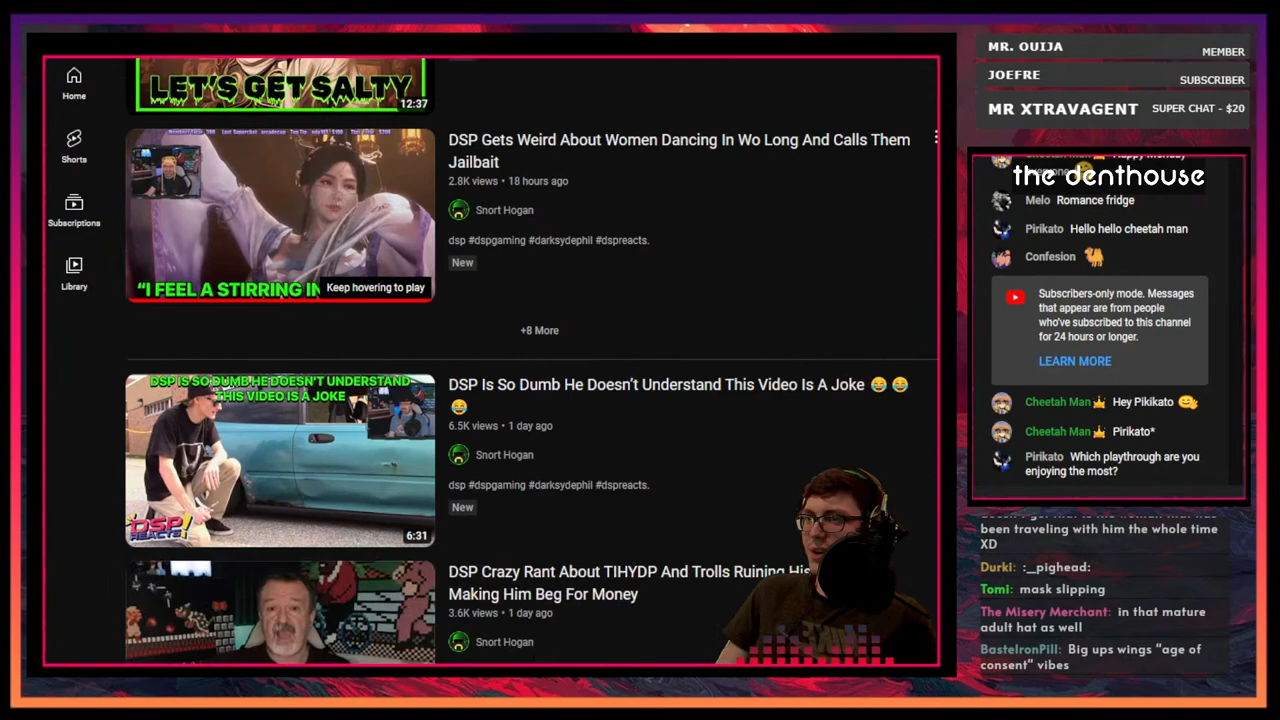 LET'S GET SALTY
12:37
Home
Shorts
Subscriptions
Library
DSP Gets Weird About Women Dancing In Wo Long And Calls Them
Jailbait
2.8K views • 18 hours ago
Snort Hogan
dsp #dspgaming #darksydephil #dspreacts.
New
"I FEEL A STIRRING IN
Keep hovering to play
+8 More
DSP IS SO DUMB HE DOESN'T UNDERSTAND
THIS VIDEO IS A JOKE
DSP
REACTS!
6:31
DSP Is So Dumb He Doesn't Understand This Video Is A Joke 😂 😂
😂
6.5K views • 1 day ago
Snort Hogan
dsp #dspgaming #darksydephil #dspreacts.
New
DSP Crazy Rant About TIHYDP And Trolls Ruining His
Making Him Beg For Money
3.6K views • 1 day ago
Snort Hogan
MR. OUIJA
MEMBER
JOEFRE
SUBSCRIBER
MR XTRAVAGENT
SUPER CHAT - $20
the denthouse
Melo Romance fridge
Pirikato Hello hello cheetah man
Confesion 🐫
Subscribers-only mode. Messages
that appear are from people
who've subscribed to this channel
for 24 hours or longer.
LEARN MORE
Cheetah Man Hey Pikikato 😊
Cheetah Man Pirikato*
Pirikato Which playthrough are you
enjoying the most?
been traveling with him the whole time
XD
Durki: :_pighead:
Tomi: mask slipping
The Misery Merchant: in that mature
adult hat as well
BasteIronPill: Big ups wings "age of
consent" vibes